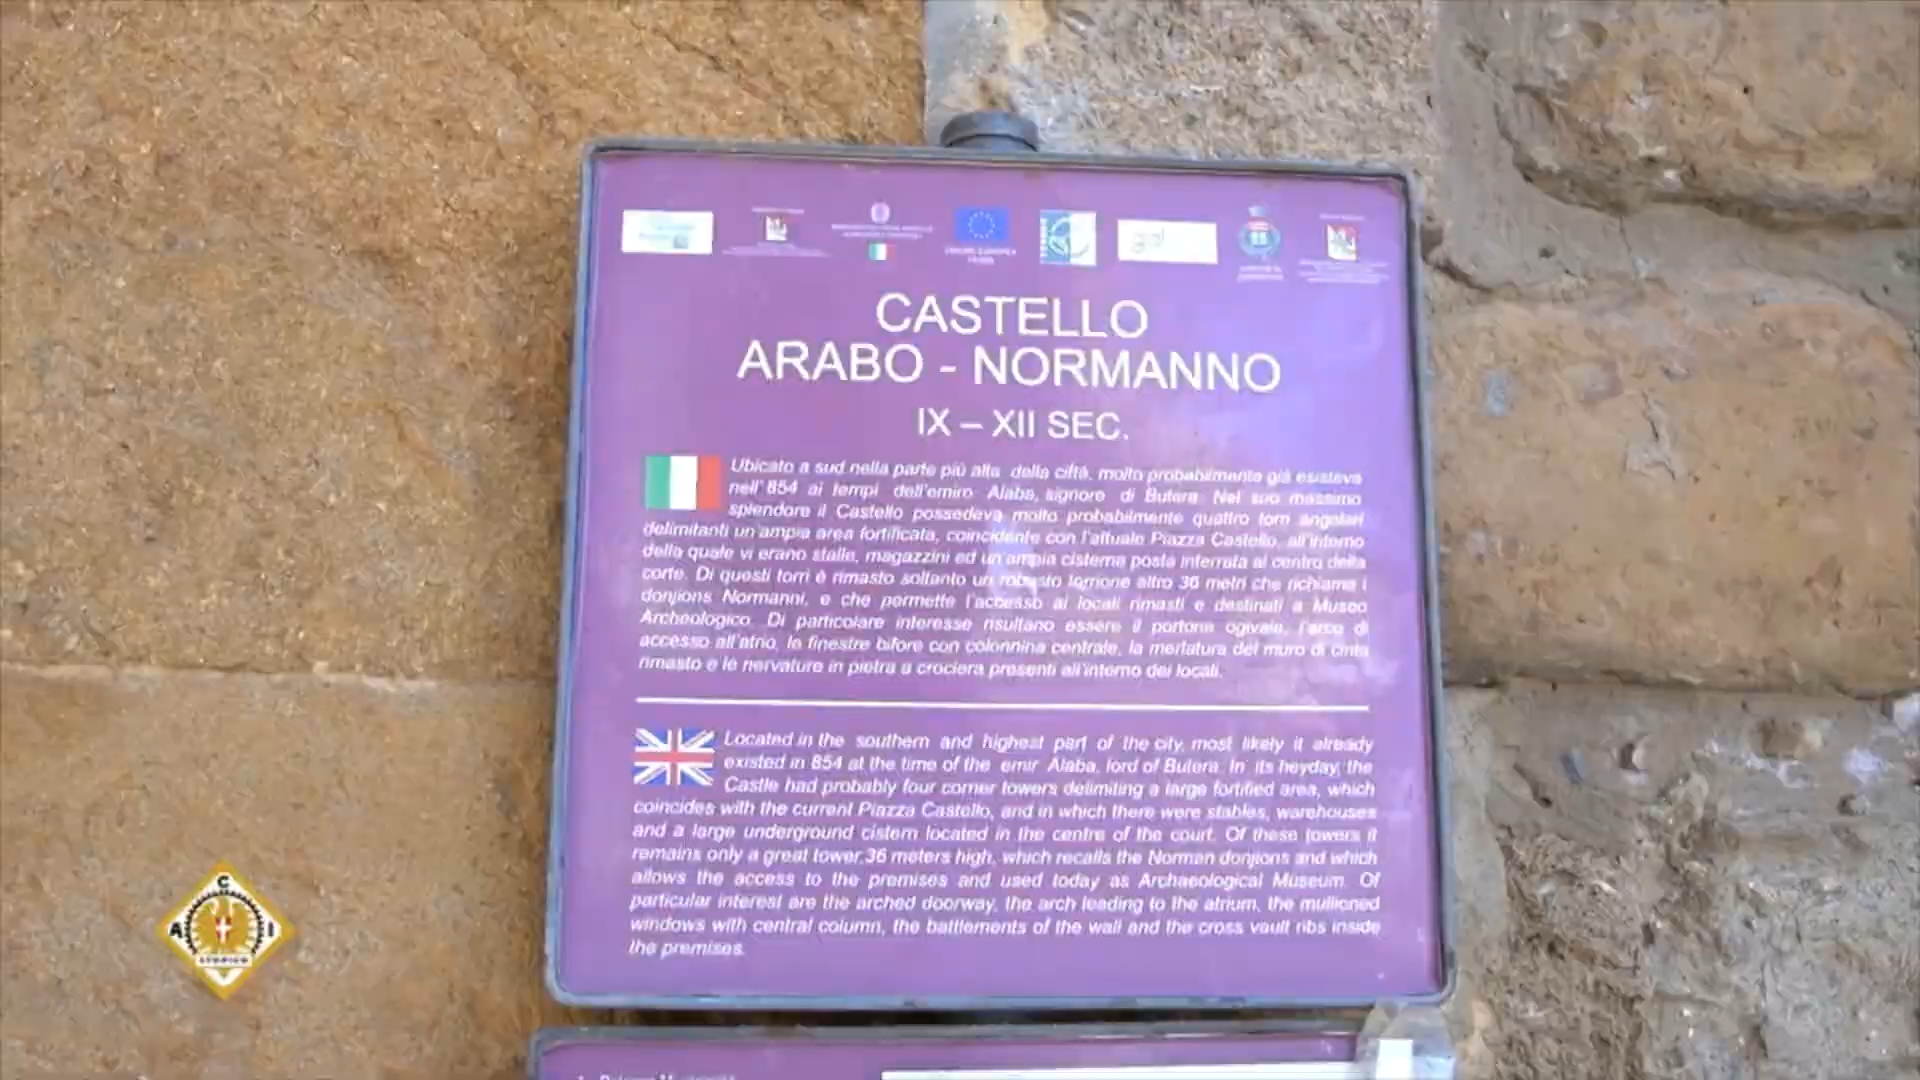 CASTELLO
ARABO - NORMANNO
IX – XII SEC.
Ubicato a sud nella parte più alta della città, molto probabilmente già esisteva
nell'854 ai tempi dell'emiro Alaba, signore di Butera. Nel suo massimo
splendore il Castello possedeva molto probabilmente quattro torri angolari
delimitanti un'ampia area fortificata, coincidente con l'attuale Piazza Castello, all'interno
della quale vi erano stalle, magazzini ed un'ampia cisterna posta interrata al centro della
corte. Di questi torri è rimasto soltanto un robusto torrione altro 36 metri che richiama i
donjions Normanni, e che permette l'accesso ai locali rimasti e destinati a Museo
Archeologico. Di particolare interesse risultano essere il portone ogivale, l'arco di
accesso all'atrio, le finestre bifore con colonnina centrale, la merlatura del muro di cinta
rimasto e le nervature in pietra a crociera presenti all'interno dei locali.
Located in the southern and highest part of the city, most likely it already
existed in 854 at the time of the emir Alaba, lord of Butera. In its heyday, the
Castle had probably four corner towers delimiting a large fortified area, which
coincides with the current Piazza Castello, and in which there were stables, warehouses
and a large underground cistern located in the centre of the court. Of these towers it
remains only a great tower,36 meters high, which recalls the Norman donjions and which
allows the access to the premises and used today as Archaeological Museum. Of
particular interest are the arched doorway, the arch leading to the atrium, the mullioned
windows with central column, the battlements of the wall and the cross vault ribs inside
the premises.
A C I
STORICO